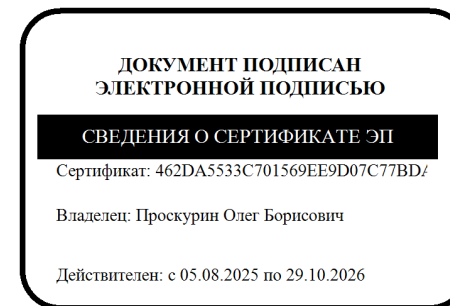 ДОКУМЕНТ ПОДПИСАН
ЭЛЕКТРОННОЙ ПОДПИСЬЮ
СВЕДЕНИЯ О СЕРТИФИКАТЕ ЭП
Сертификат: 462DA5533C701569EE9D07C77BDA
Владелец: Проскурин Олег Борисович
Действителен: с 05.08.2025 по 29.10.2026